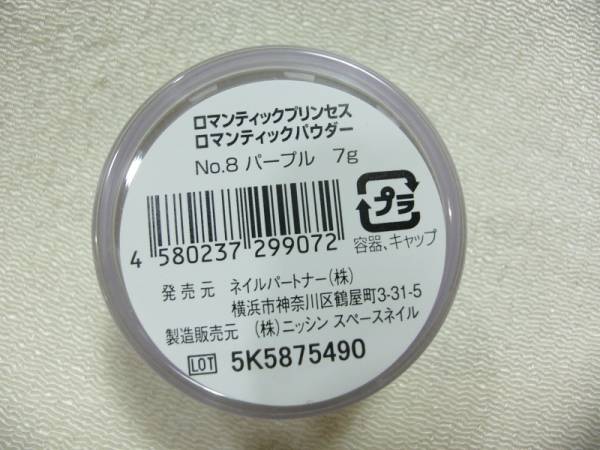 ロマンティックプリンセス
ロマンティックパウダー
No.8 パープル 7g
プラ
容器、キャップ
4 580237 299072
発売元 ネイルパートナー(株)
横浜市神奈川区鶴屋町3-31-5
製造販売元 (株)ニッシン スペースネイル
LOT 5K5875490